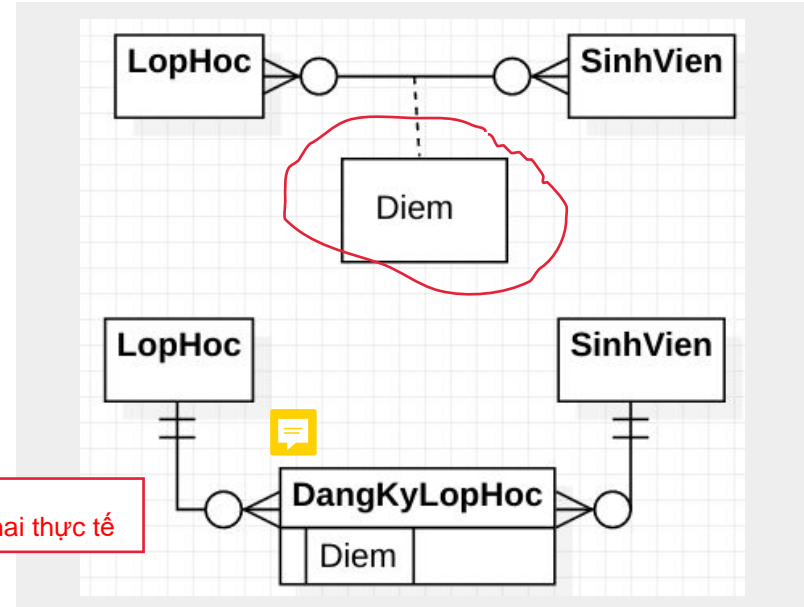 LopHoc
SinhVien
Diem
LopHoc
SinhVien
DangKyLopHoc
thực tế
Diem